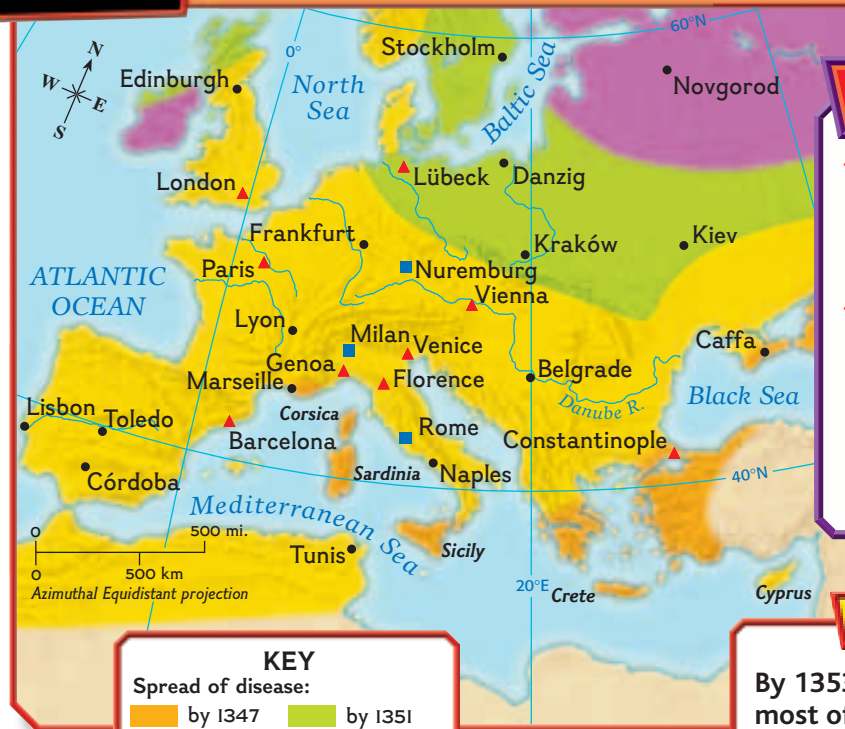 60°N
0°
N
W
E
S
Stockholm
Edinburgh
North
Sea
Baltic Sea
Novgorod
London
Lübeck
Danzig
Frankfurt
Kraków
Kiev
Paris
Nuremburg
ATLANTIC
OCEAN
Vienna
Lyon
Milan
Venice
Caffa
Genoa
Marseille
Florence
Belgrade
Black Sea
Danube R.
Lisbon
Toledo
Corsica
Barcelona
Rome
Constantinople
Córdoba
Sardinia
Naples
40°N
Mediterranean Sea
0
500 mi.
0
500 km
Azimuthal Equidistant projection
Tunis
Sicily
20°E
Crete
Cyprus
KEY
Spread of disease:
by 1347
by 1351
By 1353
most of